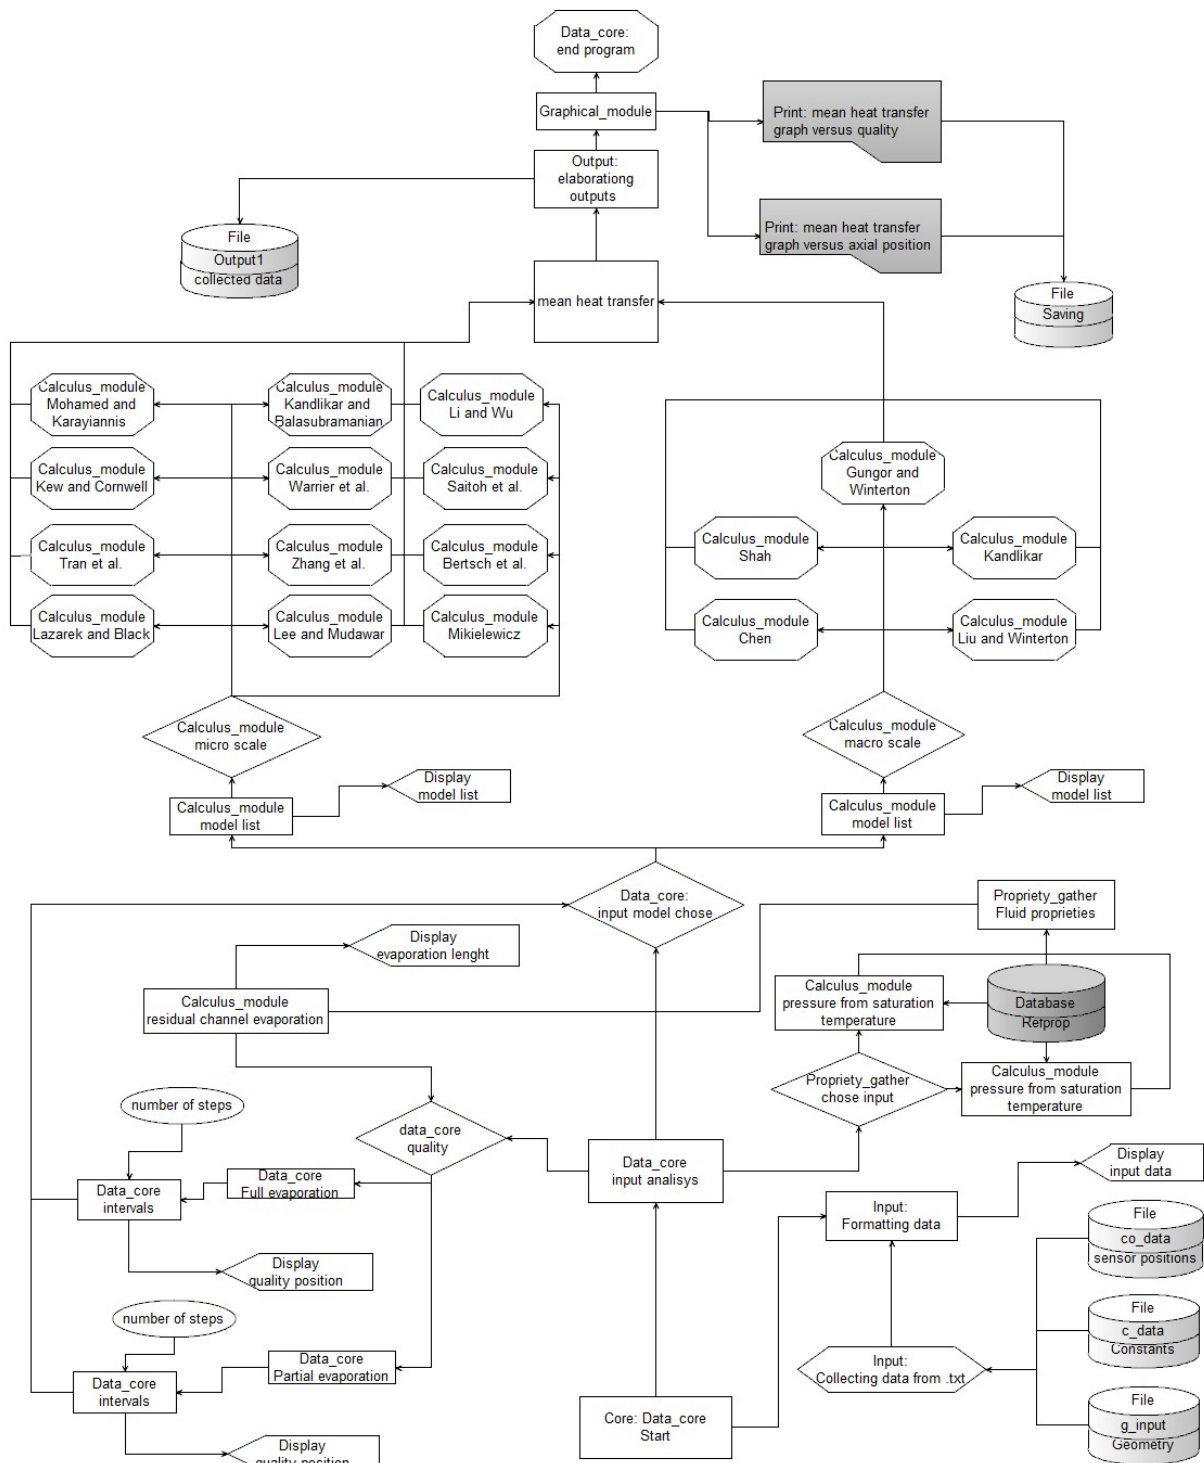 Data_core:
end program
Graphical_module
Print: mean heat transfer
graph versus quality
Output:
elaborationg
outputs
Print: mean heat transfer
graph versus axial position
File
Output1
collected data
mean heat transfer
File
Saving
Calculus_module
Mohamed and
Karayiannis
Calculus_module
Kandlikar and
Balasubramanian
Calculus_module
Li and Wu
Calculus_module
Gungor and
Winterton
Calculus_module
Kew and Cornwell
Calculus_module
Warrier et al.
Calculus_module
Saitoh et al.
Calculus_module
Shah
Calculus_module
Kandlikar
Calculus_module
Tran et al.
Calculus_module
Zhang et al.
Calculus_module
Bertsch et al.
Calculus_module
Lazarek and Black
Calculus_module
Lee and Mudawar
Calculus_module
Mikielewicz
Calculus_module
Chen
Calculus_module
Liu and Winterton
Calculus_module
micro scale
Calculus_module
macro scale
Display
model list
Display
model list
Calculus_module
model list
Calculus_module
model list
Data_core:
input model chose
Propriety_gather
Fluid proprieties
Display
evaporation lenght
Calculus_module
residual channel evaporation
Calculus_module
pressure from saturation
temperature
Database
Refprop
Propriety_gather
chose input
Calculus_module
pressure from saturation
temperature
number of steps
data_core
quality
Data_core
input analisys
Display
input data
Data_core
Full evaporation
Data_core
intervals
Input:
Formatting data
File
co_data
sensor positions
Display
quality position
number of steps
File
c_data
Constants
Data_core
Partial evaporation
Data_core
intervals
Input:
Collecting data from .txt
Core: Data_core
Start
File
g_input
Geometry
Display
quality position